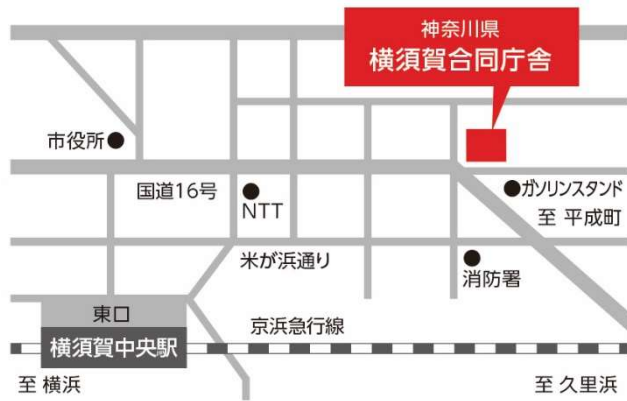 神奈川県
横須賀合同庁舎
市役所
国道16号
NTT
ガソリンスタンド
至 平成町
米が浜通り
消防署
東口
京浜急行線
横須賀中央駅
至 横浜
至 久里浜